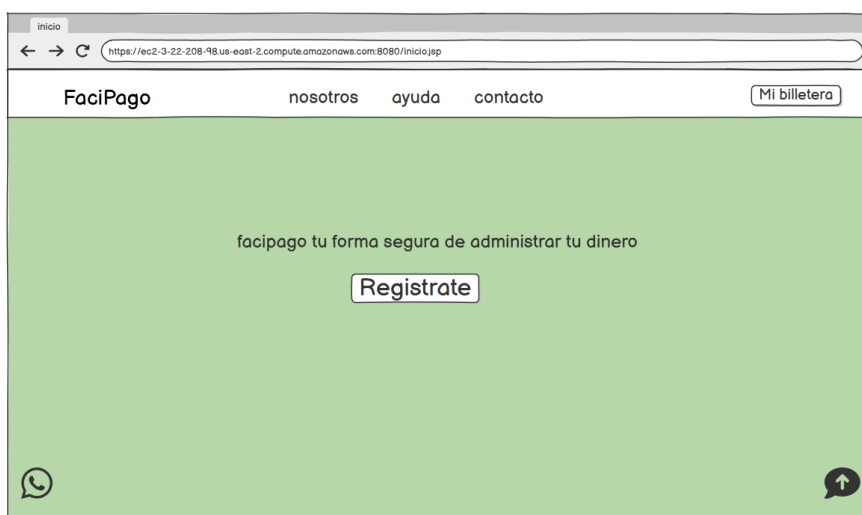 inicio
https://ec2-3-22-208-98.us-east-2.compute.amazonaws.com:8080/inicio.jsp
FaciPago nosotros ayuda contacto Mi billetera
facipago tu forma segura de administrar tu dinero
Registrate